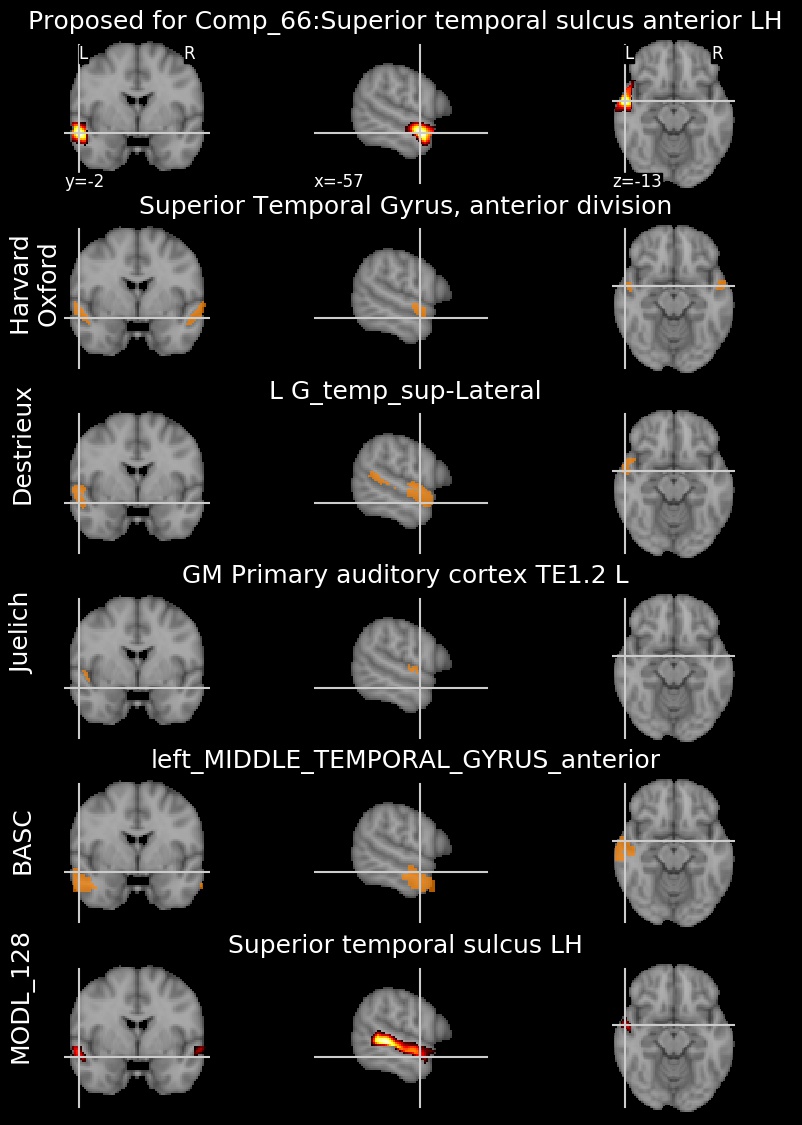 Proposed for Comp_66:Superior temporal sulcus anterior LH
L R
L R
y=-2 x=-57 z=-13
Superior Temporal Gyrus, anterior division
Harvard
Oxford
L G_temp_sup-Lateral
Destrieux
GM Primary auditory cortex TE1.2 L
Juelich
left_MIDDLE_TEMPORAL_GYRUS_anterior
BASC
Superior temporal sulcus LH
MODL_128